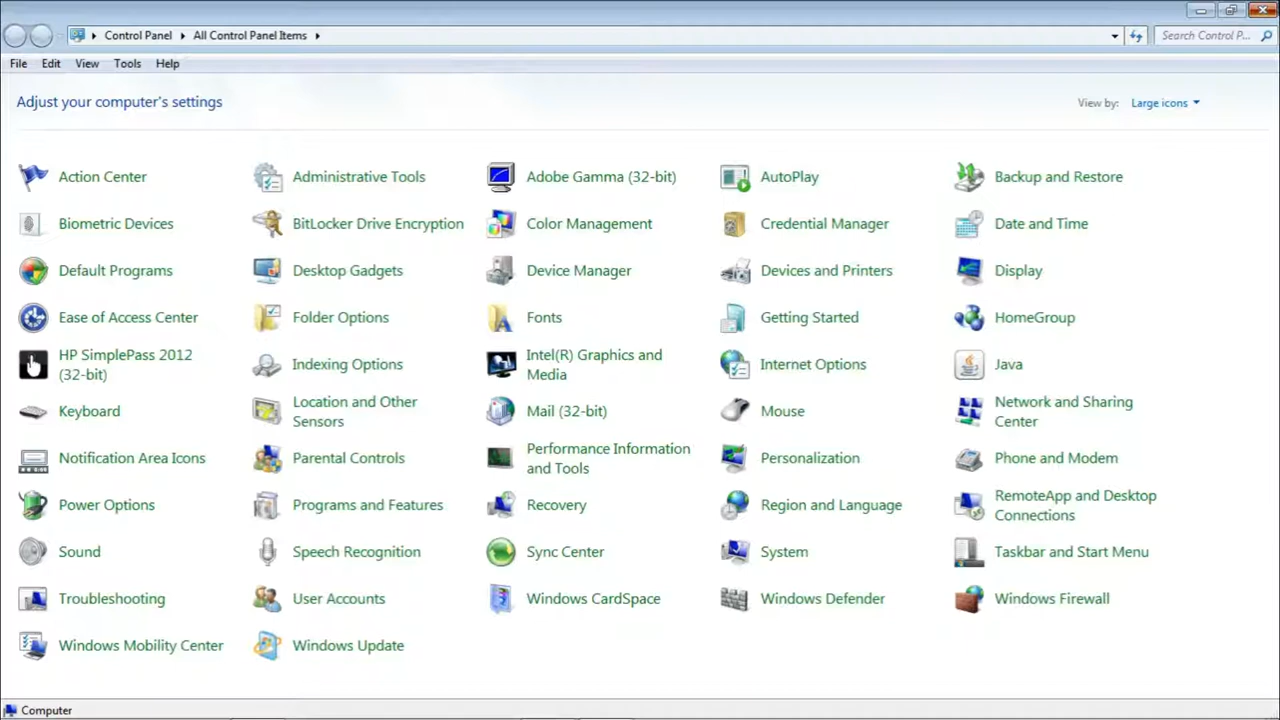 Control Panel All Control Panel Items Search Control P...
File Edit View Tools Help
Adjust your computer's settings View by: Large icons
Action Center Administrative Tools Adobe Gamma (32-bit) AutoPlay Backup and Restore
Biometric Devices BitLocker Drive Encryption Color Management Credential Manager Date and Time
Default Programs Desktop Gadgets Device Manager Devices and Printers Display
Ease of Access Center Folder Options Fonts Getting Started HomeGroup
HP SimplePass 2012
(32-bit)
Indexing Options
Intel(R) Graphics and
Media
Internet Options
Java
Keyboard
Location and Other
Sensors
Mail (32-bit)
Mouse
Network and Sharing
Center
Notification Area Icons
Parental Controls
Performance Information
and Tools
Personalization
Phone and Modem
Power Options
Programs and Features
Recovery
Region and Language
RemoteApp and Desktop
Connections
Sound Speech Recognition Sync Center System Taskbar and Start Menu
Troubleshooting User Accounts Windows CardSpace Windows Defender Windows Firewall
Windows Mobility Center Windows Update
Computer